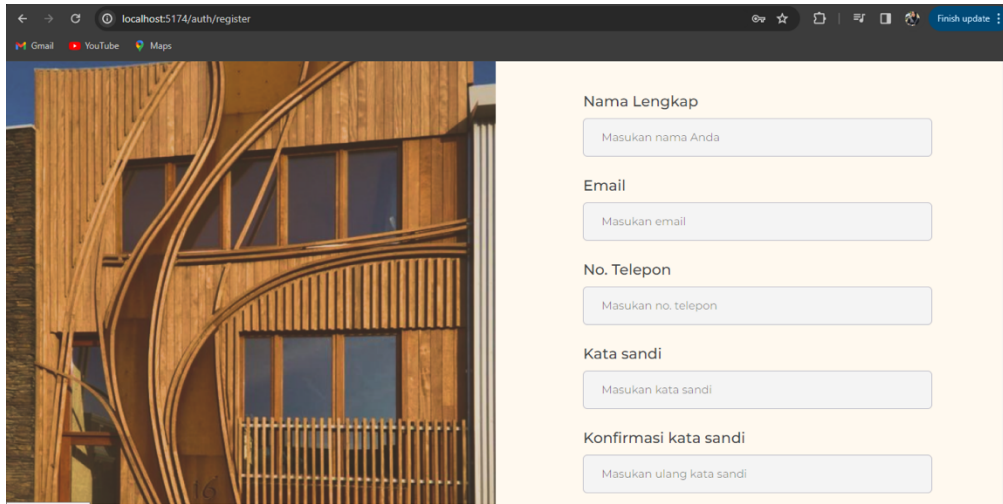 localhost:5174/auth/register
Finish update
Gmail YouTube Maps
Nama Lengkap
Masukan nama Anda
Email
Masukan email
No. Telepon
Masukan no. telepon
Kata sandi
Masukan kata sandi
Konfirmasi kata sandi
Masukan ulang kata sandi
16